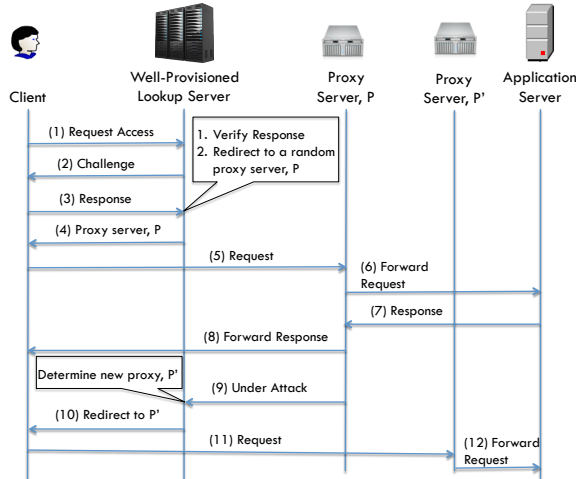 Client
Well-Provisioned
Lookup Server
Proxy
Server, P
Proxy
Server, P'
Application
Server
(1) Request Access
1. Verify Response
2. Redirect to a random
proxy server, P
(2) Challenge
(3) Response
(4) Proxy server, P
(5) Request
(6) Forward
Request
(7) Response
(8) Forward Response
Determine new proxy, P'
(9) Under Attack
(10) Redirect to P'
(11) Request
(12) Forward
Request